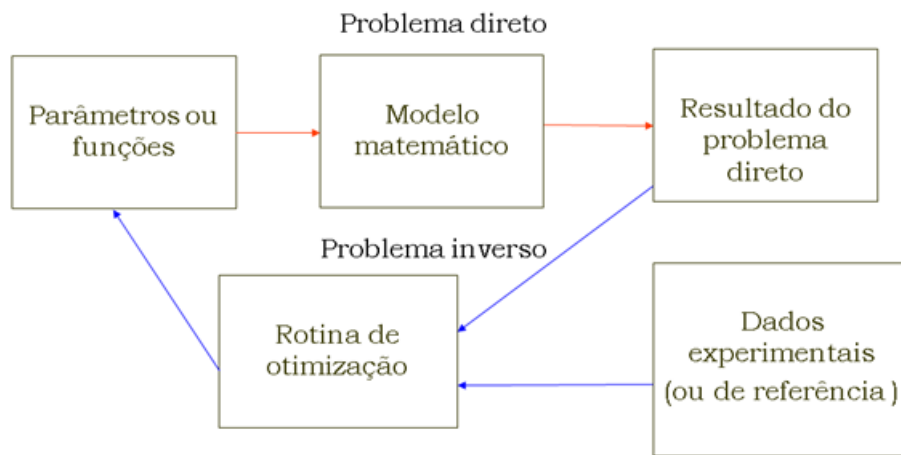 Problema direto
Parâmetros ou
funções
Modelo
matemático
Resultado do
problema
direto
Problema inverso
Rotina de
otimização
Dados
experimentais
(ou de referência )